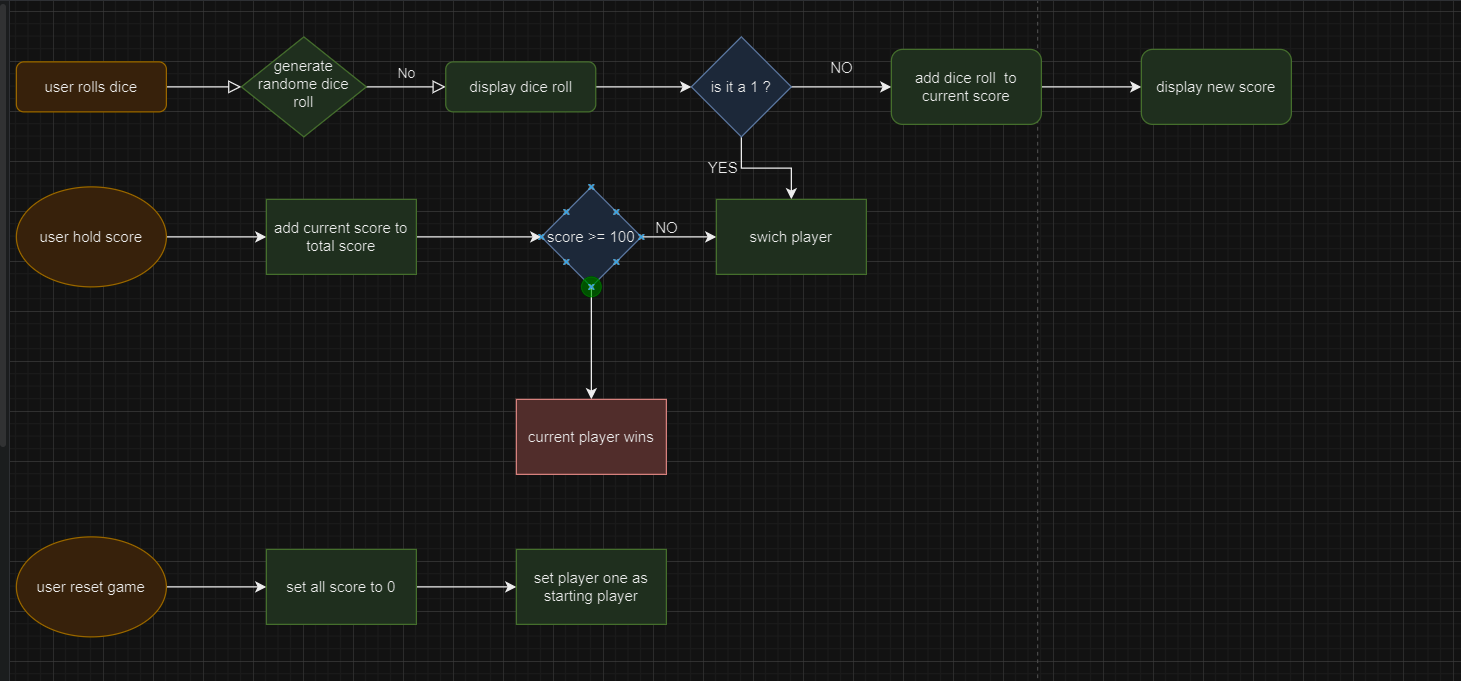 user rolls dice
generate
randome dice
roll
No
display dice roll
is it a 1 ?
NO
add dice roll to
current score
display new score
YES
user hold score
add current score to
total score
score >= 100
NO
swich player
current player wins
user reset game
set all score to 0
set player one as
starting player